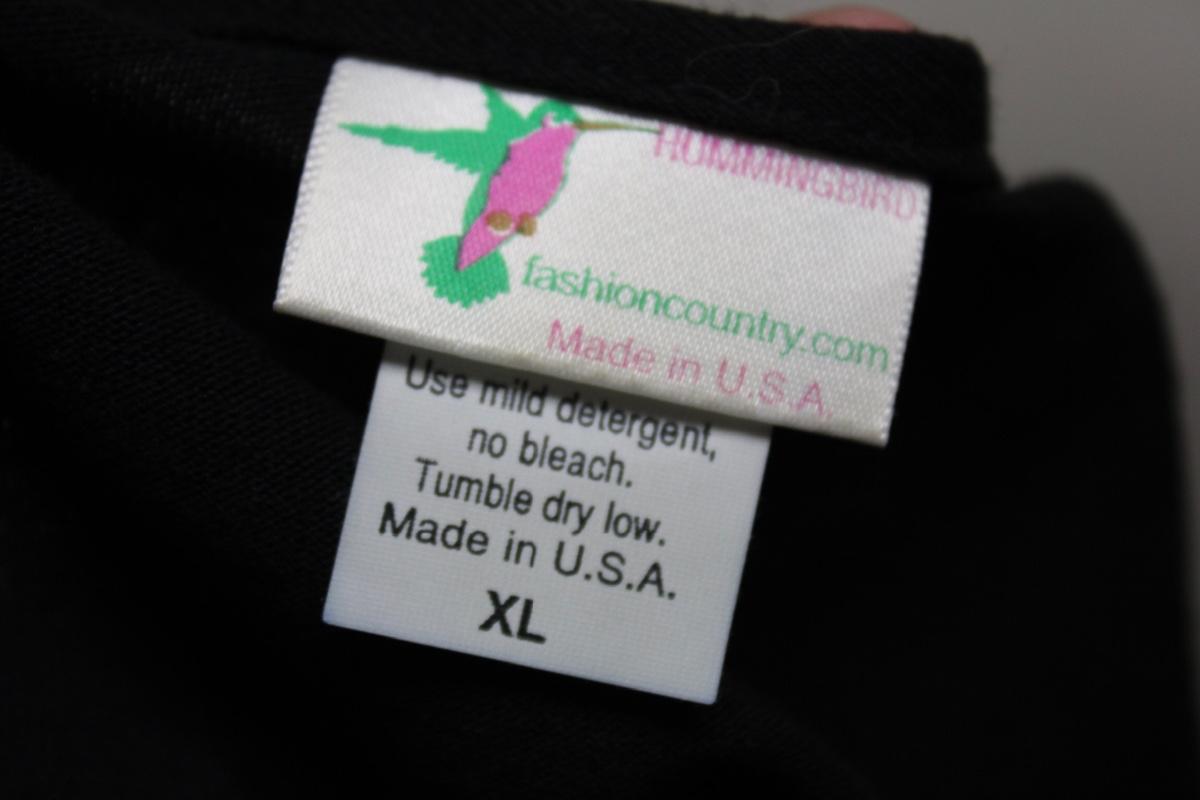 HUMMINGBIRD
fashioncountry.com
Made in U.S.A.
Use mild detergent,
no bleach.
Tumble dry low.
Made in U.S.A.
XL